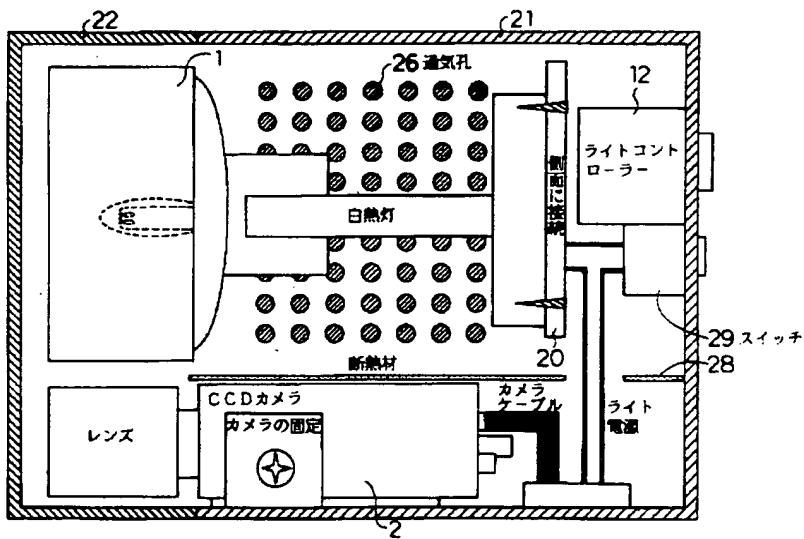 22
21
1
26 通気孔
12
ライトコント
ローラー
側面に接続
白熱灯
29 スイッチ
20
28
断熱材
カメラ
ケーブル
CCDカメラ
カメラの固定
レンズ
ライト
電源
2